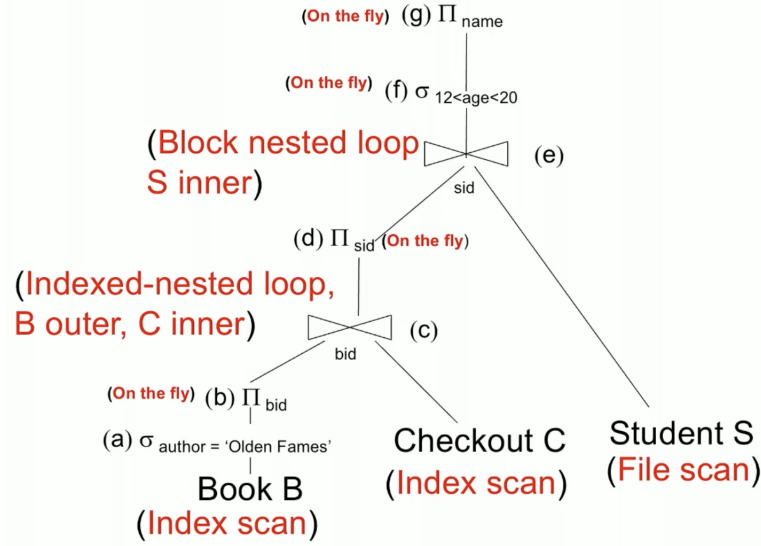 (On the fly) (g) Π name
(On the fly) (f) σ 12<age<20
(Block nested loop
S inner)
(e)
sid
(d) Π sid (On the fly)
(Indexed-nested loop,
B outer, C inner)
(c)
bid
(On the fly) (b) Π bid
(a) σ author = ‘Olden Fames’
Book B
(Index scan)
Checkout C
(Index scan)
Student S
(File scan)